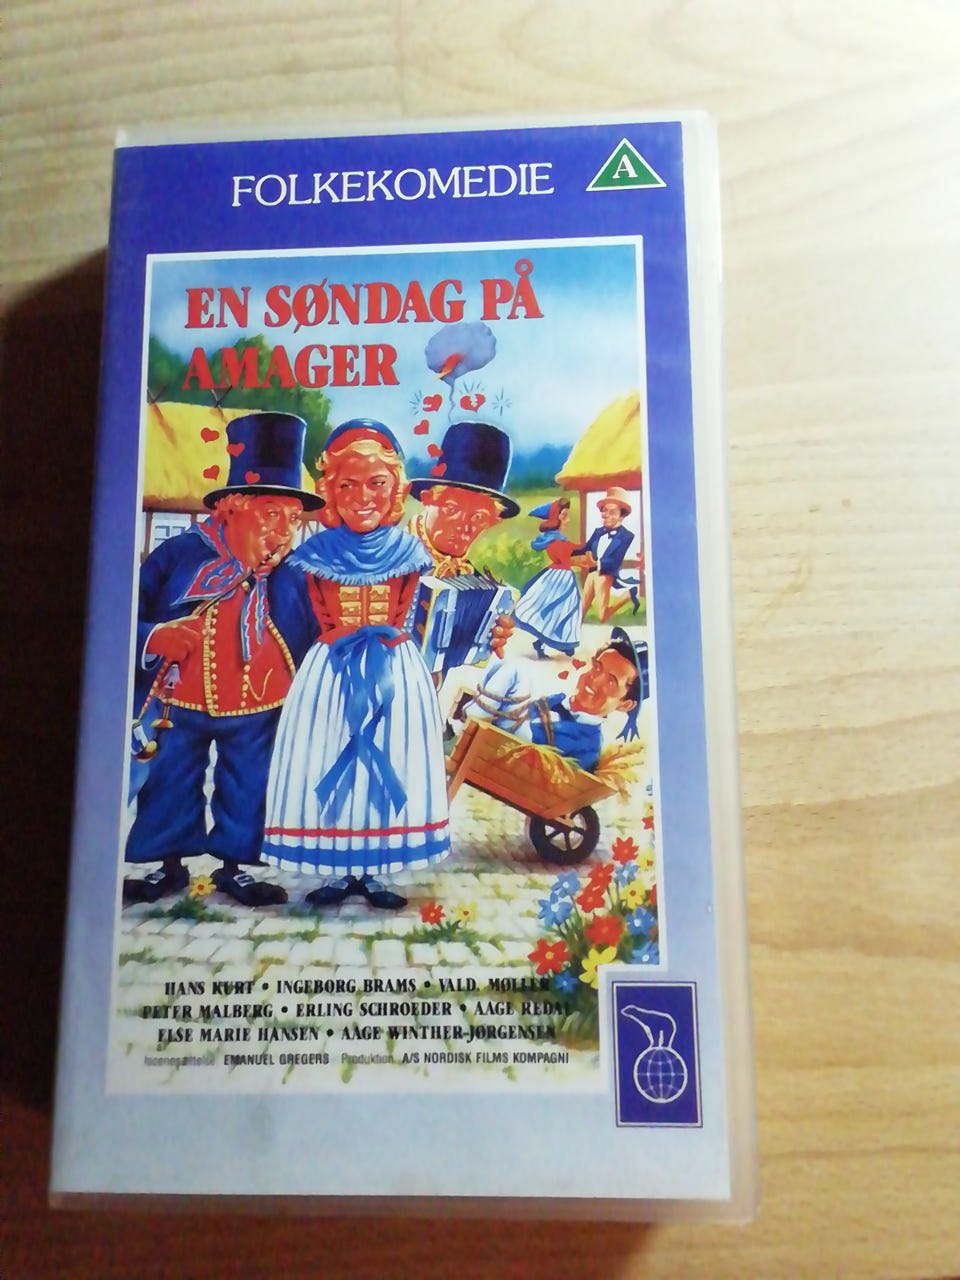 FOLKEKOMEDIE
A
EN SØNDAG PÅ
AMAGER
HANS KURT • INGEBORG BRAMS • VALD. MØLLER
PETER MALBERG • ERLING SCHROEDER • AAGE REDAL
ELSE MARIE HANSEN • AAGE WINTHER-JØRGENSEN
Iscenesættelse EMANUEL GREGERS Produktion A/S NORDISK FILMS KOMPAGNI